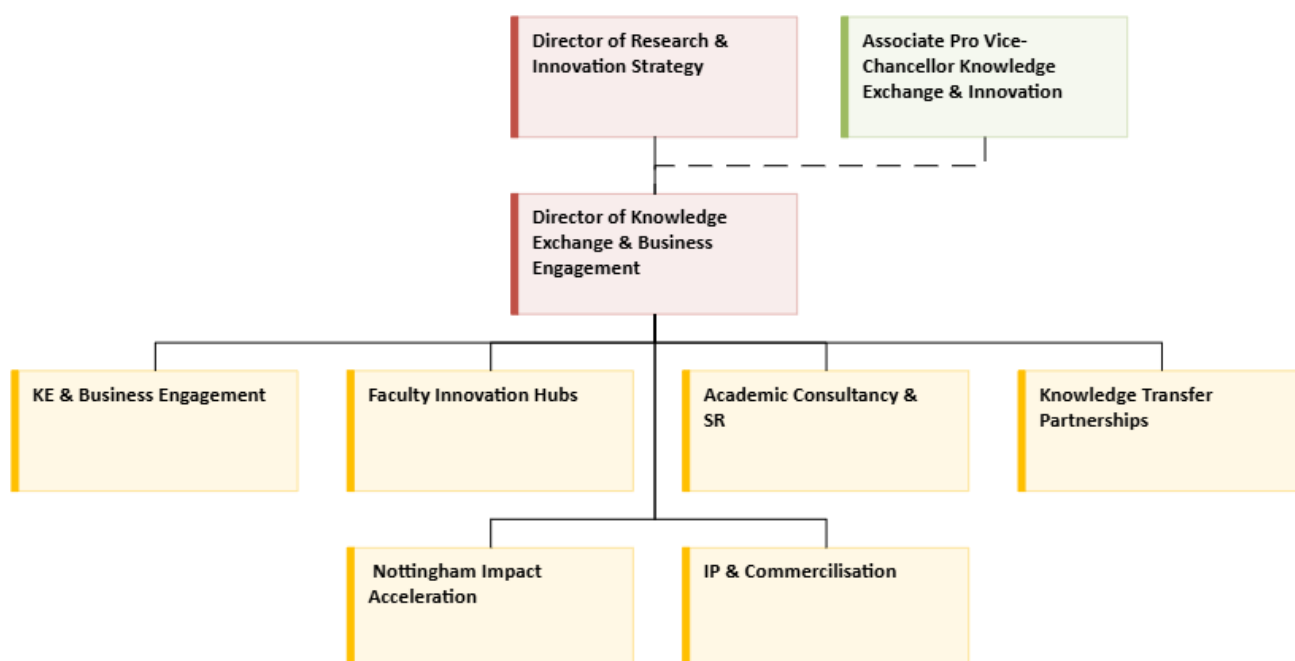 Director of Research &
Innovation Strategy
Associate Pro Vice-
Chancellor Knowledge
Exchange & Innovation
Director of Knowledge
Exchange & Business
Engagement
KE & Business Engagement
Faculty Innovation Hubs
Academic Consultancy &
SR
Knowledge Transfer
Partnerships
Nottingham Impact
Acceleration
IP & Commercilisation